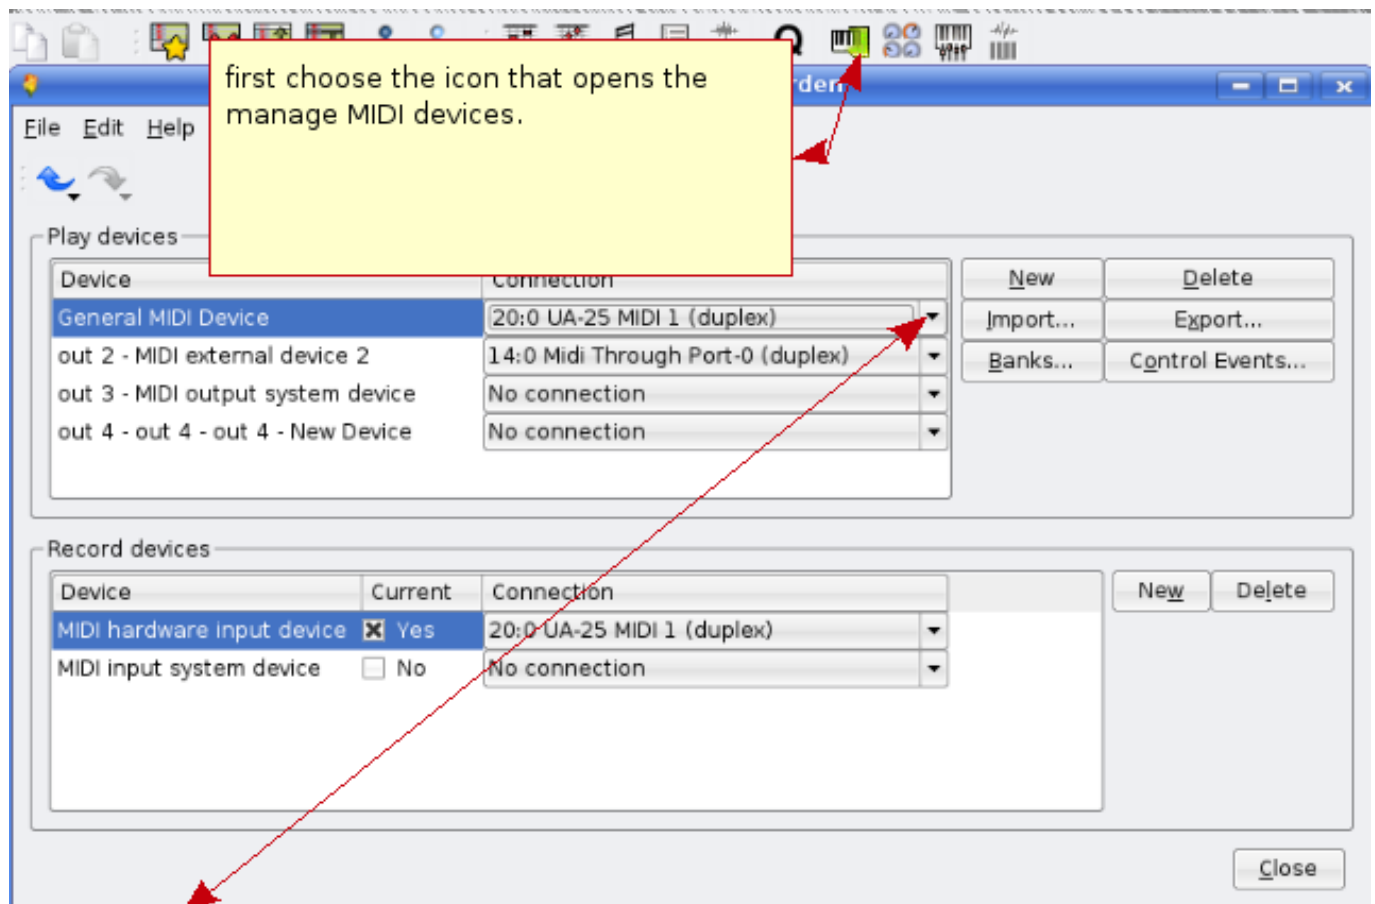 first choose the icon that opens the
manage MIDI devices.
File Edit Help
Play devices
Device Connection
General MIDI Device 20:0 UA-25 MIDI 1 (duplex)
out 2 - MIDI external device 2 14:0 Midi Through Port-0 (duplex)
out 3 - MIDI output system device No connection
out 4 - out 4 - out 4 - New Device No connection
New Delete
Import... Export...
Banks... Control Events...
Record devices
Device Current Connection
MIDI hardware input device Yes 20:0 UA-25 MIDI 1 (duplex)
MIDI input system device No No connection
New Delete
Close